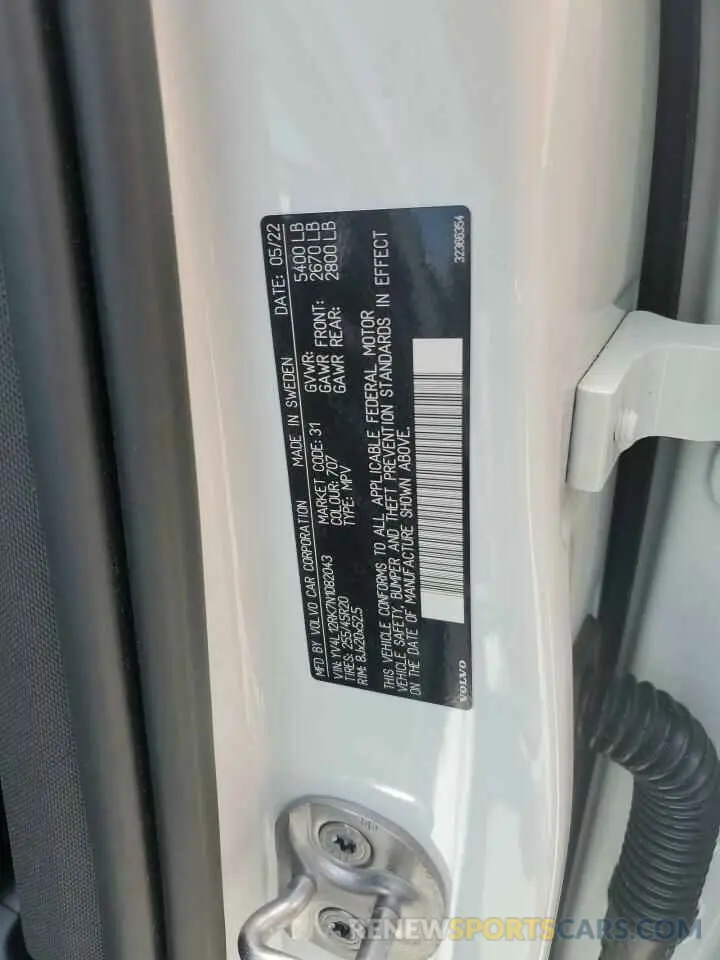 MFD BY VOLVO CAR CORPORATION MADE IN SWEDEN DATE: 05/22
VIN: YV4L12RK7N1082043 MARKET CODE: 31 GVWR: 5400 LB
TIRES: 255/45R20 COLOUR: 707 GAWR FRONT: 2670 LB
RIM: 8Jx20x52.5 TYPE: MPV GAWR REAR: 2800 LB
THIS VEHICLE CONFORMS TO ALL APPLICABLE FEDERAL MOTOR
VEHICLE SAFETY, BUMPER AND THEFT PREVENTION STANDARDS IN EFFECT
ON THE DATE OF MANUFACTURE SHOWN ABOVE.
VOLVO 32366354
RENEWSPORTSCARS.COM